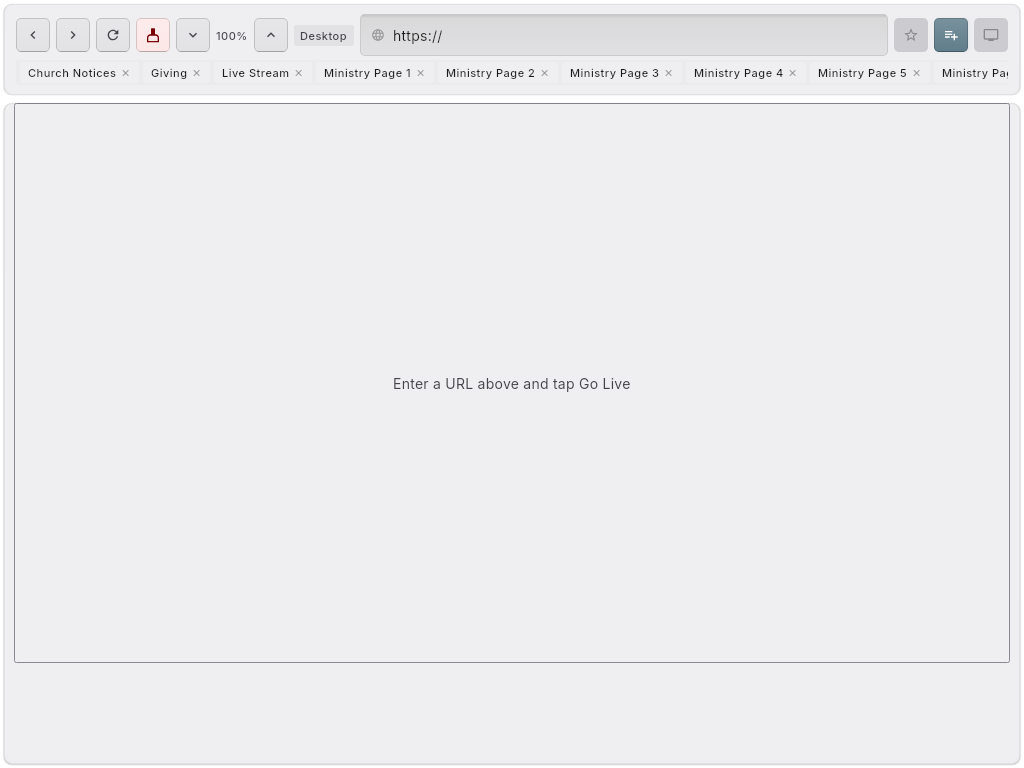 100%
Desktop
https://
Church Notices
Giving
Live Stream
Ministry Page 1
Ministry Page 2
Ministry Page 3
Ministry Page 4
Ministry Page 5
Ministry
Enter a URL above and tap Go Live